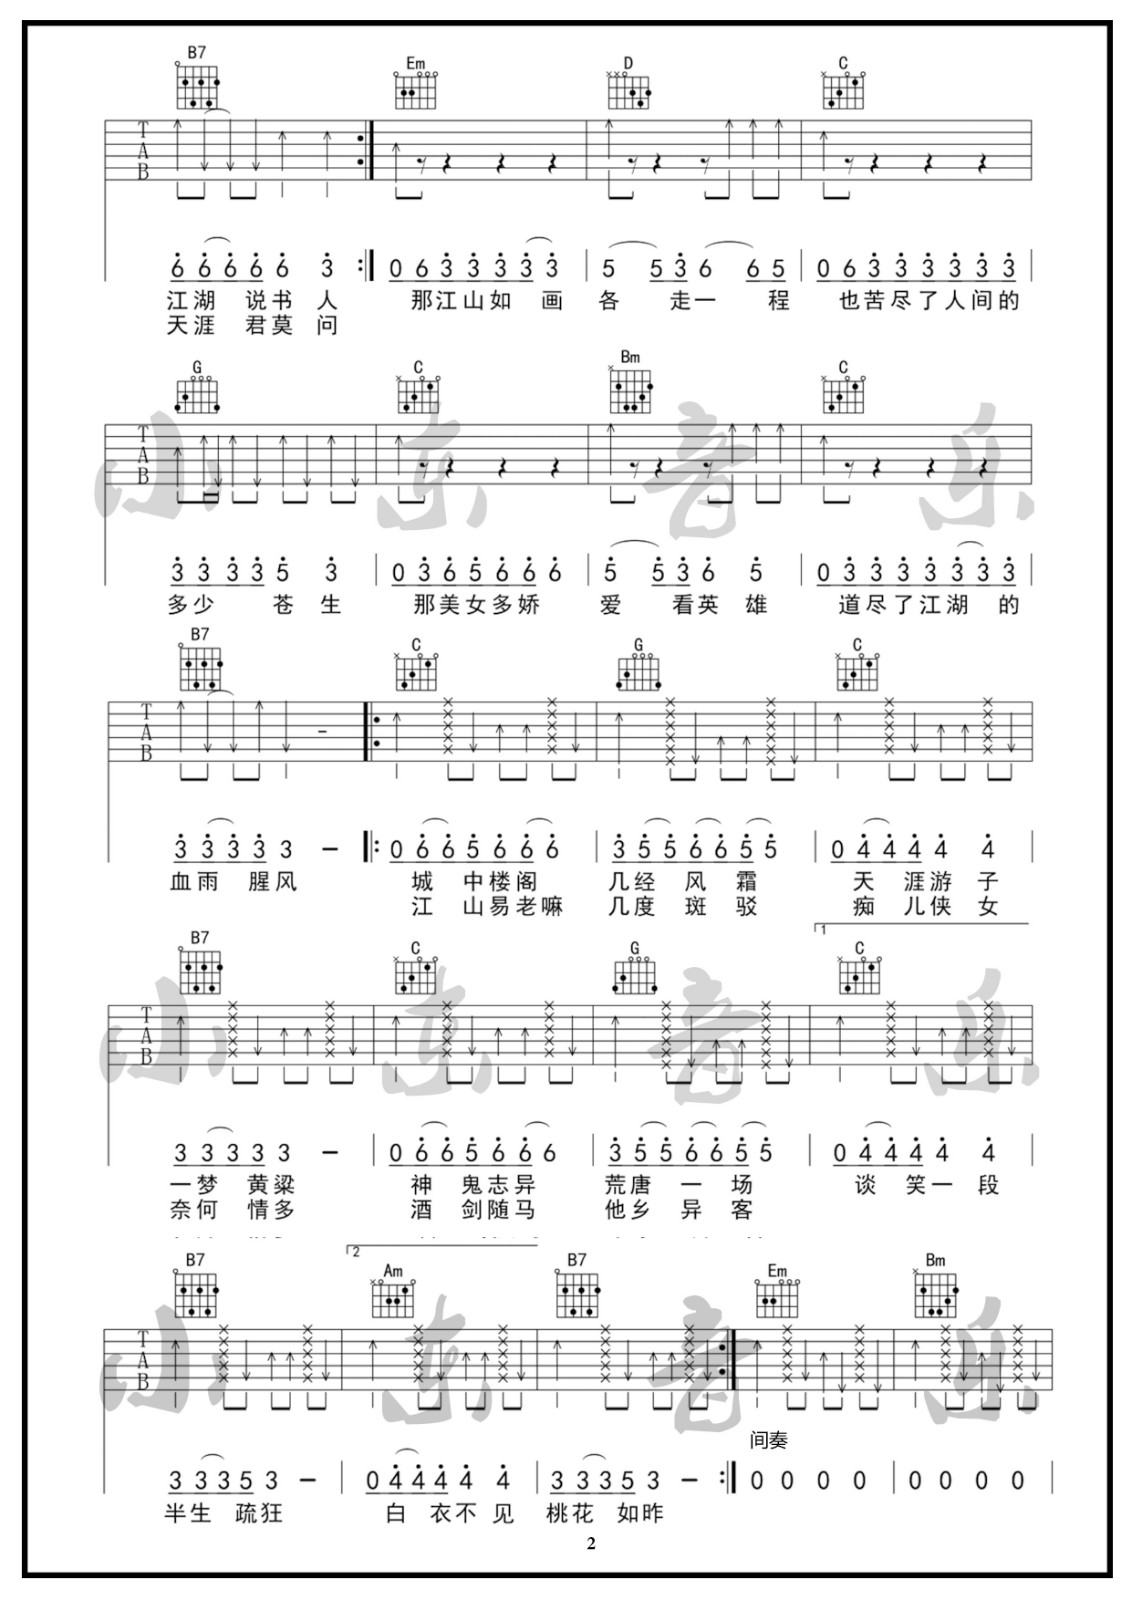 B7 Em D C
T A B
6 6 6 6 6 3 :| 0 6 3 3 3 3 3 | 5 5 3 6 6 5 | 0 6 3 3 3 3 3 3 |
江湖 说书 人 那江山如 画 各 走一 程 也苦尽了人间的
天涯 君莫 问
G C Bm C
T A B
3 3 3 3 5 3 | 0 3 6 5 6 6 6 | 5 5 3 6 5 | 0 3 3 3 3 3 3 3 |
多少 苍生 那美女多娇 爱 看英 雄 道尽了江湖 的
B7 C G C
T A B
3 3 3 3 3 – |: 0 6 6 5 6 6 6 | 3 5 5 6 6 5 5 | 0 4 4 4 4 4 |
血雨 腥风 城 中楼阁 几经 风 霜 天 涯游 子
江 山易老嘛 几度 斑 驳 痴 儿侠 女
1
B7 C G C
T A B
3 3 3 3 3 – | 0 6 6 5 6 6 6 | 3 5 5 6 6 5 5 | 0 4 4 4 4 4 |
一梦 黄粱 神 鬼志异 荒唐 一 场 谈 笑一 段
奈何 情多 酒 剑随马 他乡 异 客
2
B7 Am B7 Em Bm
T A B
间奏
3 3 3 5 3 – | 0 4 4 4 4 4 | 3 3 3 5 3 – :| 0 0 0 0 | 0 0 0 0 |
半生 疏狂 白 衣不 见 桃花 如昨
2
小东音乐
小东音乐
小东音乐